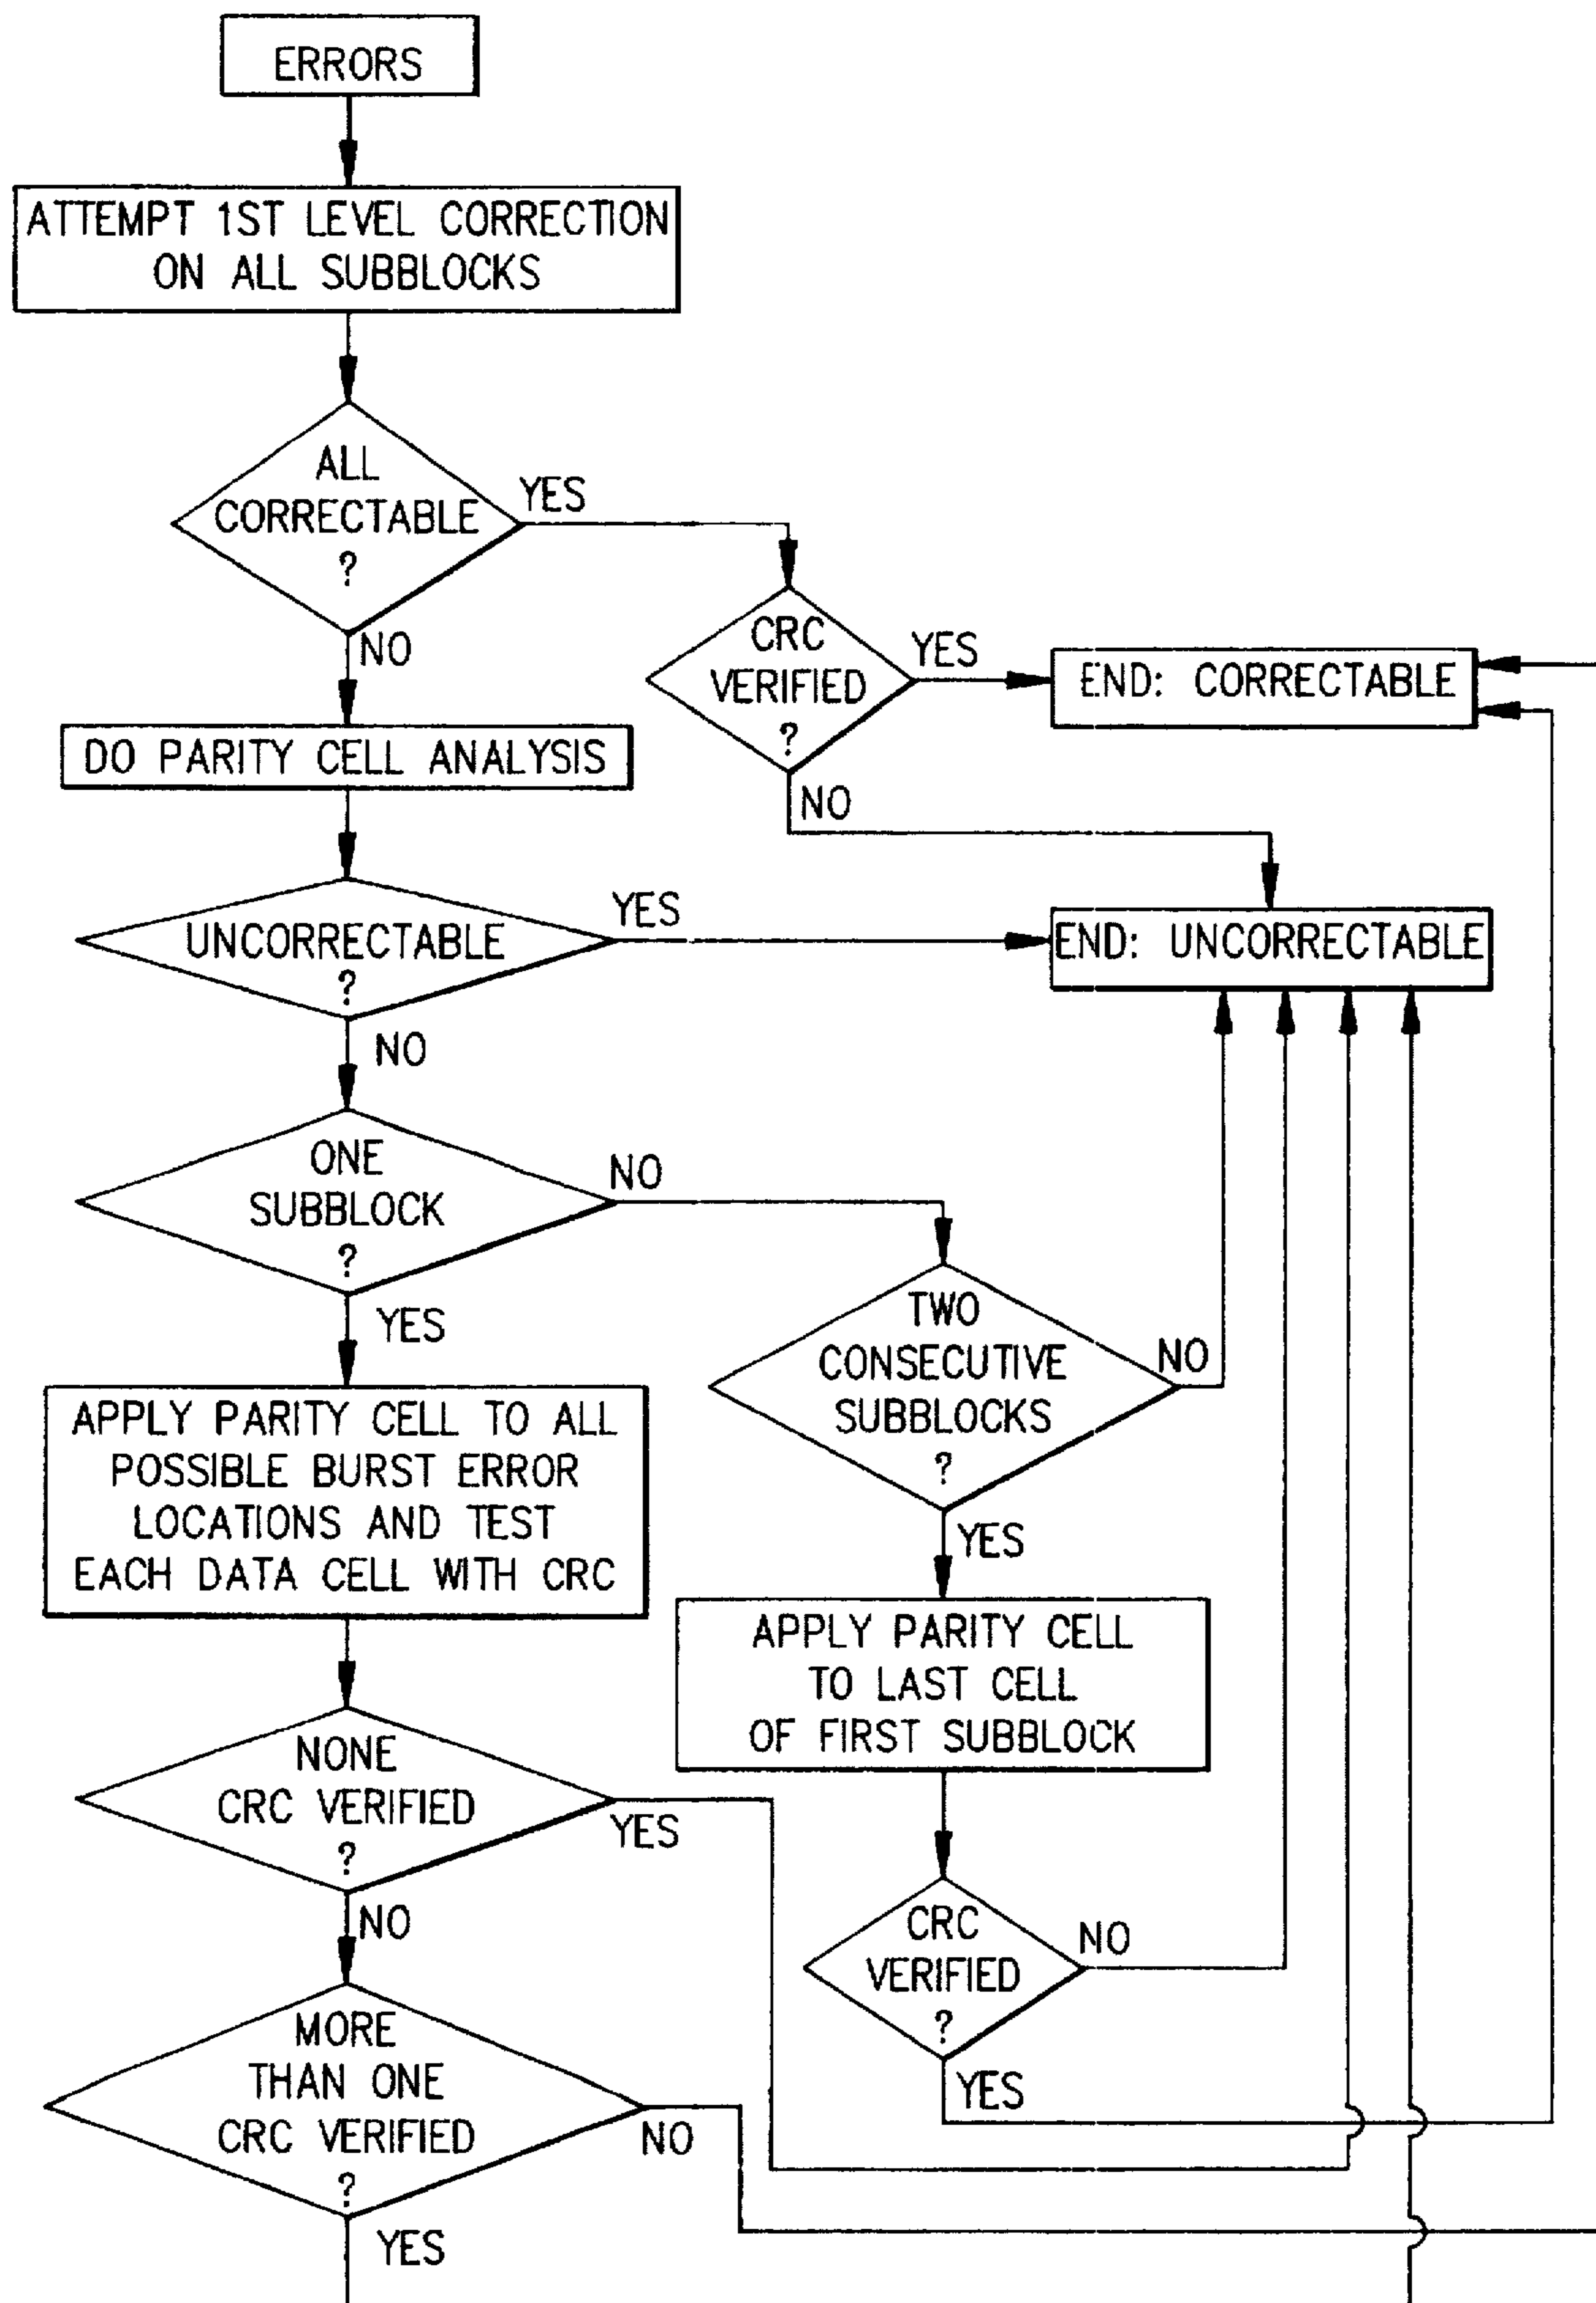 ERRORS
ATTEMPT 1ST LEVEL CORRECTION
ON ALL SUBBLOCKS
ALL
CORRECTABLE
?
YES
NO
CRC
VERIFIED
?
YES
NO
END: CORRECTABLE
DO PARITY CELL ANALYSIS
UNCORRECTABLE
?
YES
NO
END: UNCORRECTABLE
ONE
SUBBLOCK
?
NO
YES
TWO
CONSECUTIVE
SUBBLOCKS
?
NO
YES
APPLY PARITY CELL TO ALL
POSSIBLE BURST ERROR
LOCATIONS AND TEST
EACH DATA CELL WITH CRC
APPLY PARITY CELL
TO LAST CELL
OF FIRST SUBBLOCK
NONE
CRC VERIFIED
?
YES
NO
CRC
VERIFIED
?
NO
YES
MORE
THAN ONE
CRC VERIFIED
?
NO
YES